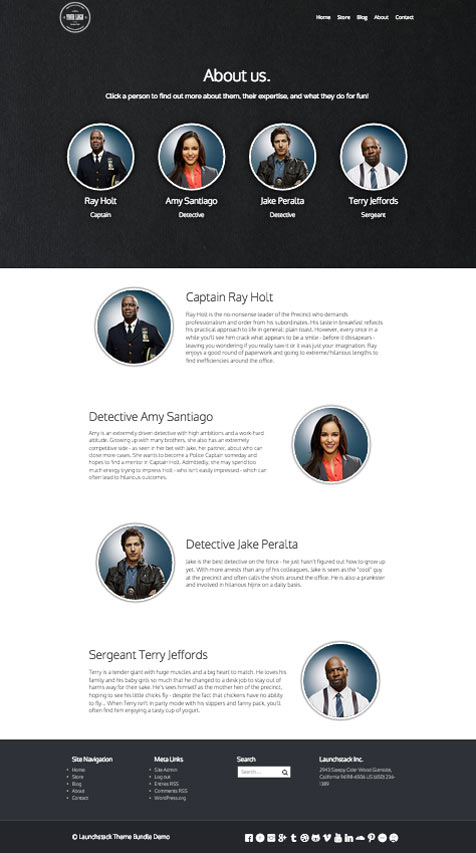 YOUR LOGO
Home Store Blog About Contact
About us.
Click a person to find out more about them, their expertise, and what they do for fun!
Ray Holt
Captain
Amy Santiago
Detective
Jake Peralta
Detective
Terry Jeffords
Sergeant
Captain Ray Holt
Ray Holt is the no-nonsense leader of the Precinct who demands
professionalism and order from his subordinates. His taste in breakfast reflects
his practical approach to life in general: plain toast. However, every once in a
while you'll see him crack what appears to be a smile - before it dissapears -
leaving you wondering if you really saw it or it was just your imagination. Ray
enjoys a good round of paperwork and going to extreme/hilarious lengths to
find inefficiencies around the office.
Detective Amy Santiago
Amy is an extremely driven detective with high ambitions and a work-hard
attitude. Growing up with many brothers, she also has an extremely
competitive side - as seen in her bet with Jake, her partner, about who can
close more cases. She wants to become a Police Captain someday and
hopes to find a mentor in Captain Holt. Admittedly, she may spend too
much energy trying to impress Holt - who isn't easily impressed - which can
often lead to hilarious outcomes.
Detective Jake Peralta
Jake is the best detective on the force - he just hasn't figured out how to grow up
yet. With more arrests than any of his colleagues, Jake is seen as the "cool" guy
at the precinct and often calls the shots around the office. He is also a prankster
and involved in hilarious hijinx on a daily basis.
Sergeant Terry Jeffords
Terry is a tender giant with huge muscles and a big heart to match. He loves his
family and his baby girls so much that he changed to a desk job to stay out of
harm's way for their sake. He's seen himself as the mother hen of the precinct,
hoping to see his little chicks fly - despite the fact that chickens have no ability
to fly... When Terry isn't in party mode with his slippers and fanny pack, you'll
often find him enjoying a tasty cup of yogurt.
Site Navigation
Home
Store
Blog
About
Contact
Meta Links
Site Admin
Log out
Entries RSS
Comments RSS
WordPress.org
Search
Search ...
Launchstack Inc.
2943 Creepy Cater Wood Glenside,
California
© Launchstack Theme Bundle Demo